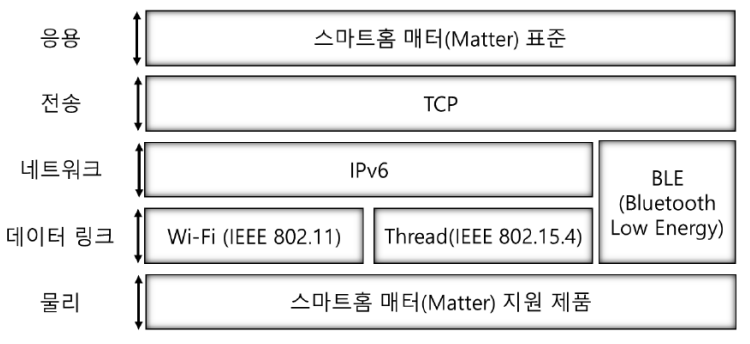 응용 스마트홈 매터(Matter) 표준
전송 TCP
네트워크 IPv6
BLE
(Bluetooth
Low Energy)
데이터 링크 Wi-Fi (IEEE 802.11) Thread(IEEE 802.15.4)
물리 스마트홈 매터(Matter) 지원 제품